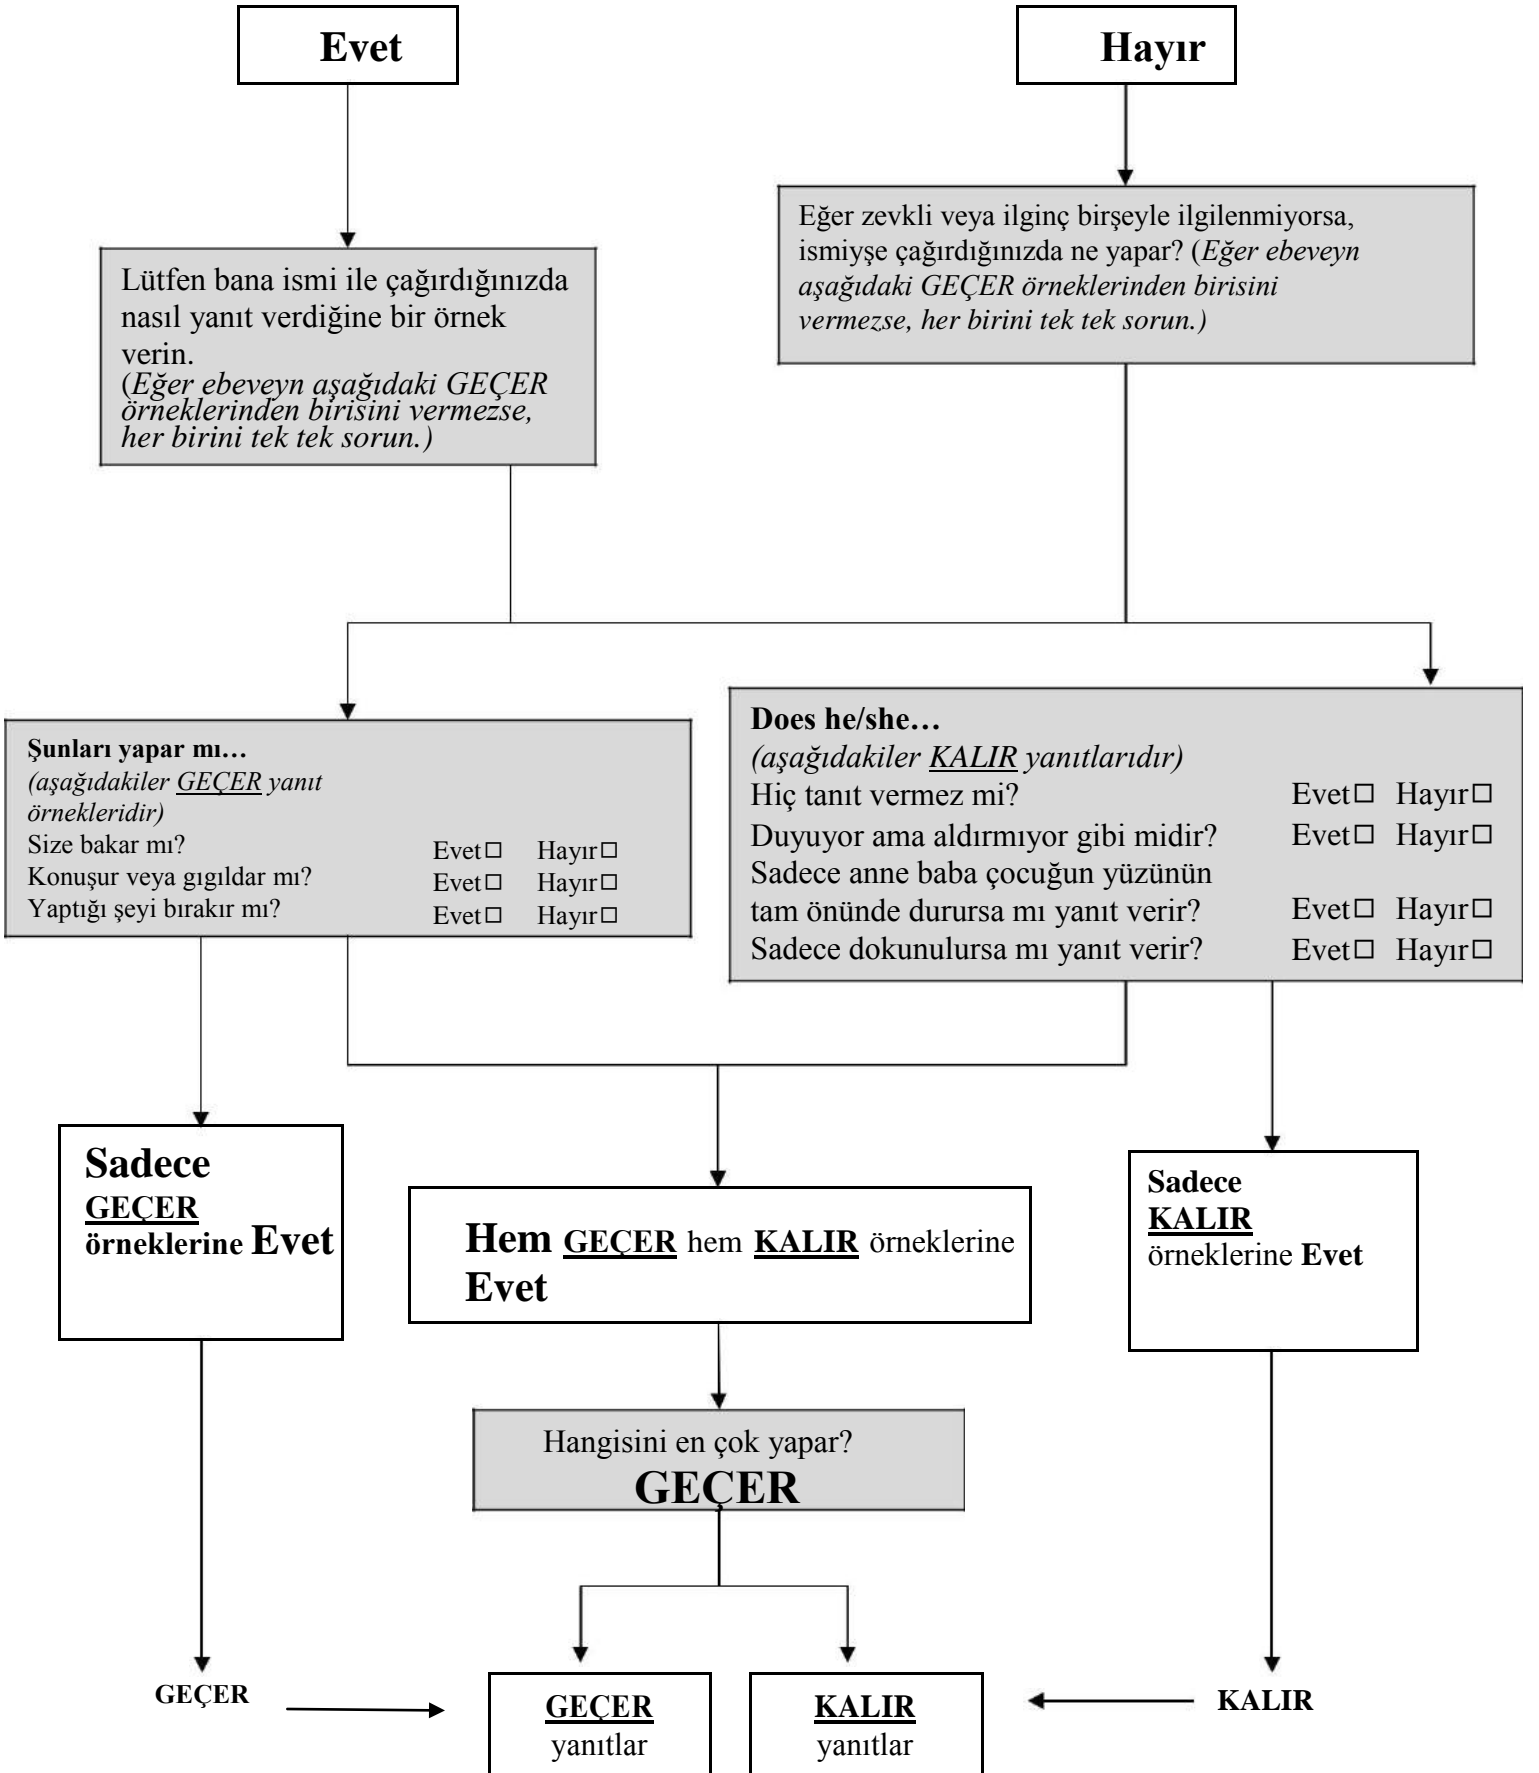 Evet
Hayır
Eğer zevkli veya ilginç birşeyle ilgilenmiyorsa,
ismiyşe çağırdığınızda ne yapar? (Eğer ebeveyn
aşağıdaki GEÇER örneklerinden birisini
vermezse, her birini tek tek sorun.)
Lütfen bana ismi ile çağırdığınızda
nasıl yanıt verdiğine bir örnek
verin.
(Eğer ebeveyn aşağıdaki GEÇER
örneklerinden birisini vermezse,
her birini tek tek sorun.)
Şunları yapar mı…
(aşağıdakiler GEÇER yanıt
örnekleridir)
Size bakar mı? Evet□ Hayır□
Konuşur veya gıgıldar mı? Evet□ Hayır□
Yaptığı şeyi bırakır mı? Evet□ Hayır□
Does he/she…
(aşağıdakiler KALIR yanıtlarıdır)
Hiç tanıt vermez mi? Evet□ Hayır□
Duyuyor ama aldırmıyor gibi midir? Evet□ Hayır□
Sadece anne baba çocuğun yüzünün
tam önünde durursa mı yanıt verir? Evet□ Hayır□
Sadece dokunulursa mı yanıt verir? Evet□ Hayır□
Sadece
GEÇER
örneklerine Evet
Hem GEÇER hem KALIR örneklerine
Evet
Sadece
KALIR
örneklerine Evet
Hangisini en çok yapar?
GEÇER
GEÇER
GEÇER
yanıtlar
KALIR
yanıtlar
KALIR